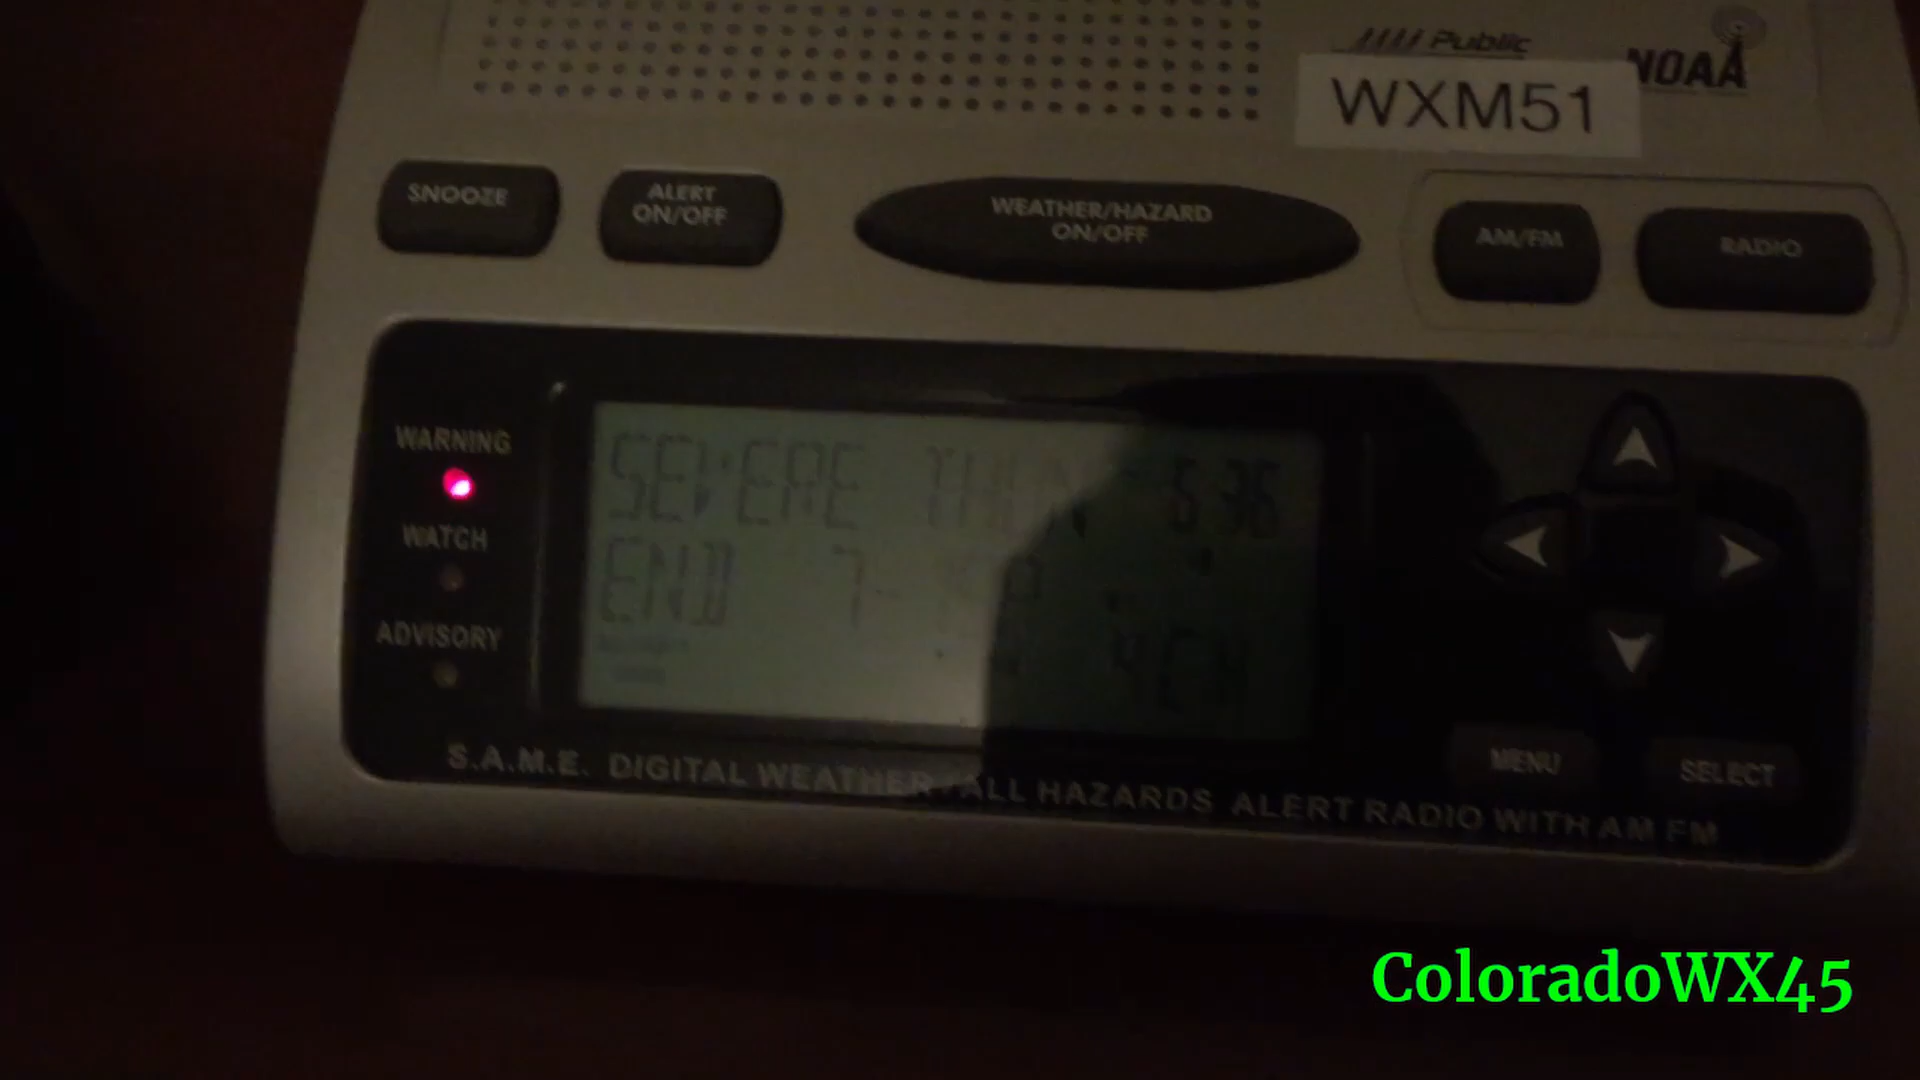 Public
NOAA
WXM51
SNOOZE
ALERT
ON/OFF
WEATHER/HAZARD
ON/OFF
AM/FM
RADIO
WARNING
WATCH
ADVISORY
SEVERE THUN
END
MENU
SELECT
S.A.M.E. DIGITAL WEATHER/ALL HAZARDS ALERT RADIO WITH AM FM
ColoradoWX45